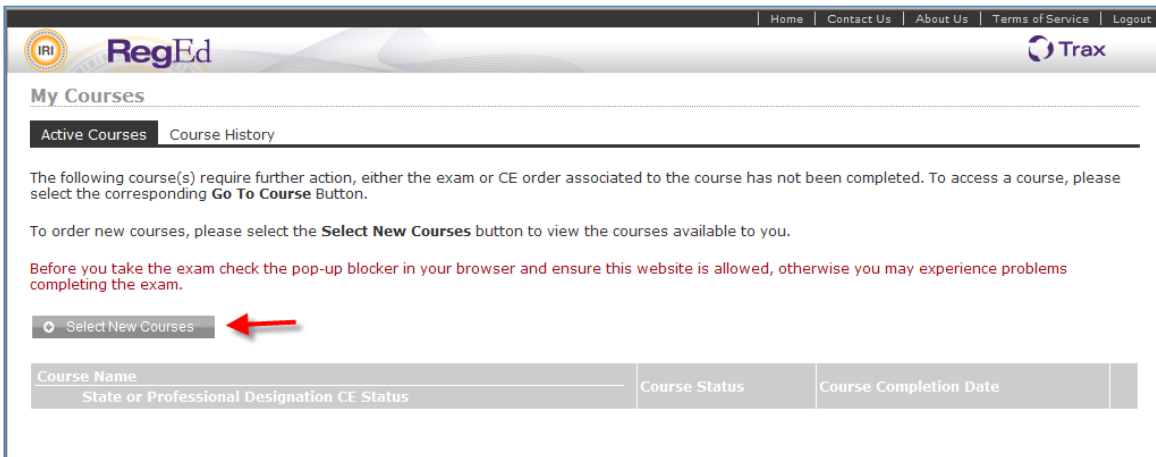 Home | Contact Us | About Us | Terms of Service | Logout
IRI RegEd Trax
My Courses
Active Courses Course History
The following course(s) require further action, either the exam or CE order associated to the course has not been completed. To access a course, please
select the corresponding Go To Course Button.
To order new courses, please select the Select New Courses button to view the courses available to you.
Before you take the exam check the pop-up blocker in your browser and ensure this website is allowed, otherwise you may experience problems
completing the exam.
Select New Courses
Course Name
State or Professional Designation CE Status Course Status Course Completion Date